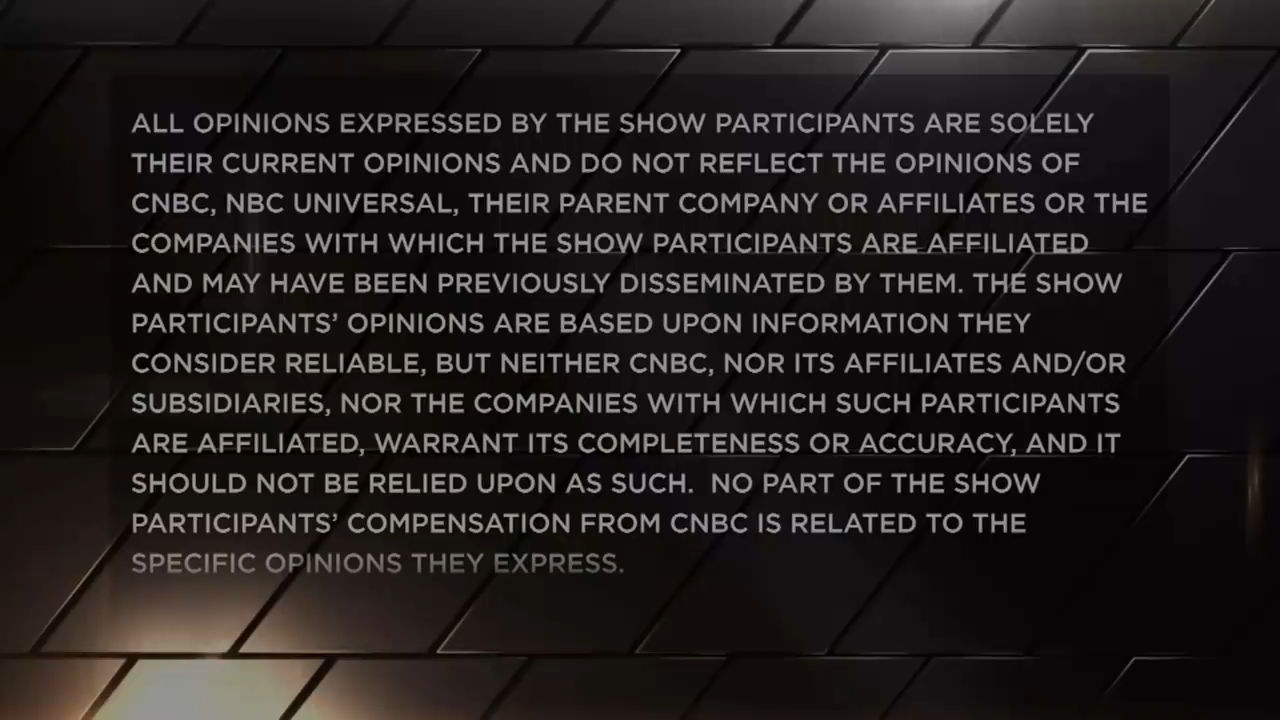 ALL OPINIONS EXPRESSED BY THE SHOW PARTICIPANTS ARE SOLELY
THEIR CURRENT OPINIONS AND DO NOT REFLECT THE OPINIONS OF
CNBC, NBC UNIVERSAL, THEIR PARENT COMPANY OR AFFILIATES OR THE
COMPANIES WITH WHICH THE SHOW PARTICIPANTS ARE AFFILIATED
AND MAY HAVE BEEN PREVIOUSLY DISSEMINATED BY THEM. THE SHOW
PARTICIPANTS’ OPINIONS ARE BASED UPON INFORMATION THEY
CONSIDER RELIABLE, BUT NEITHER CNBC, NOR ITS AFFILIATES AND/OR
SUBSIDIARIES, NOR THE COMPANIES WITH WHICH SUCH PARTICIPANTS
ARE AFFILIATED, WARRANT ITS COMPLETENESS OR ACCURACY, AND IT
SHOULD NOT BE RELIED UPON AS SUCH.  NO PART OF THE SHOW
PARTICIPANTS’ COMPENSATION FROM CNBC IS RELATED TO THE
SPECIFIC OPINIONS THEY EXPRESS.